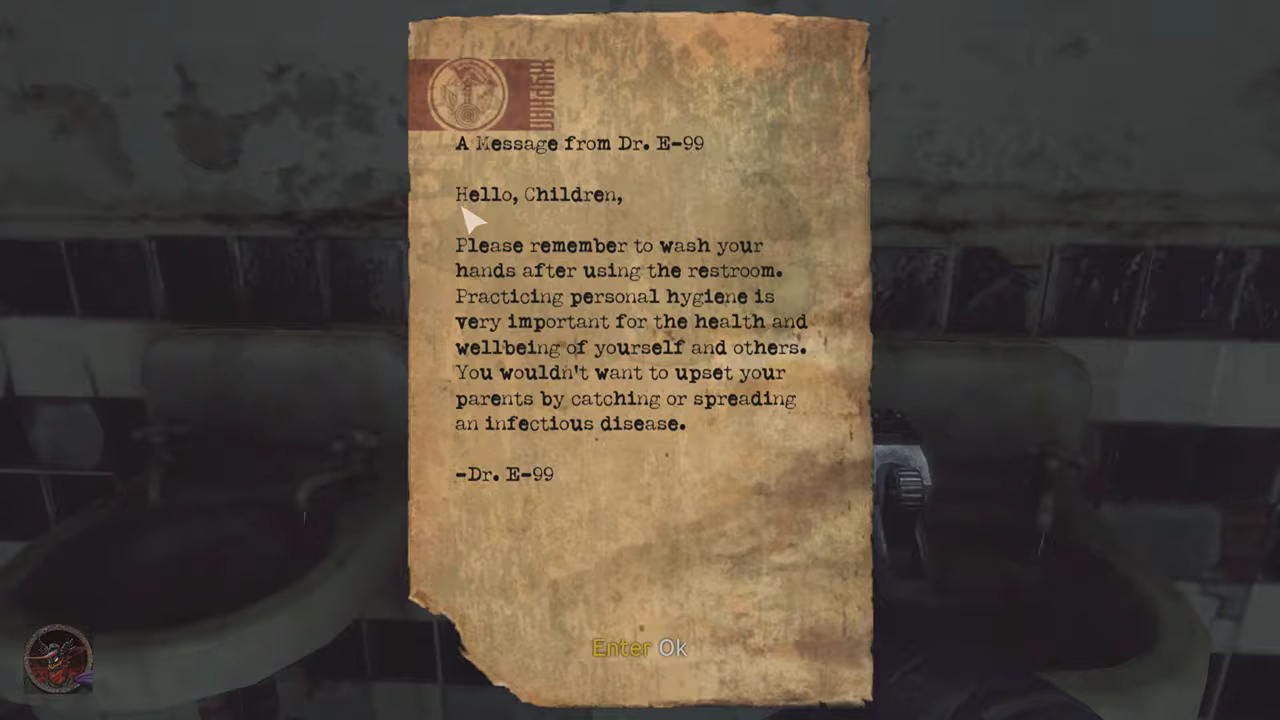 A Message from Dr. E-99
Hello, Children,
Please remember to wash your
hands after using the restroom.
Practicing personal hygiene is
very important for the health and
wellbeing of yourself and others.
You wouldn't want to upset your
parents by catching or spreading
an infectious disease.
-Dr. E-99
Enter Ok